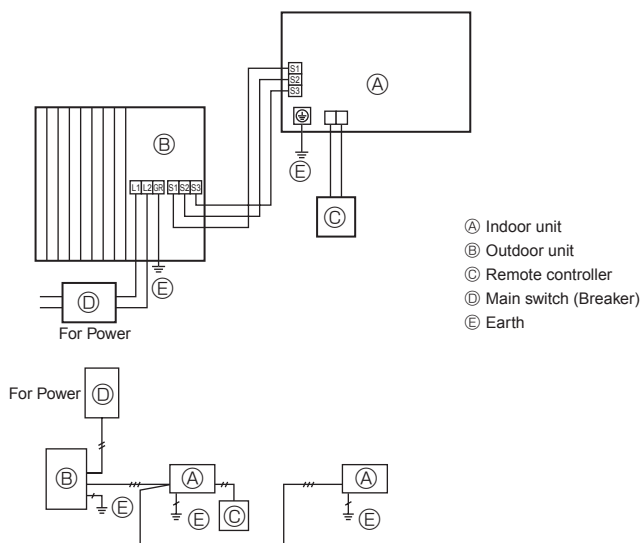 S1
S2
S3
Ⓐ
Ⓑ
Ⓔ
L1 L2 GR S1 S2 S3
Ⓒ
Ⓔ
Ⓓ
For Power
Ⓐ Indoor unit
Ⓑ Outdoor unit
Ⓒ Remote controller
Ⓓ Main switch (Breaker)
Ⓔ Earth
For Power Ⓓ
Ⓑ Ⓔ Ⓐ Ⓔ Ⓒ Ⓐ Ⓔ